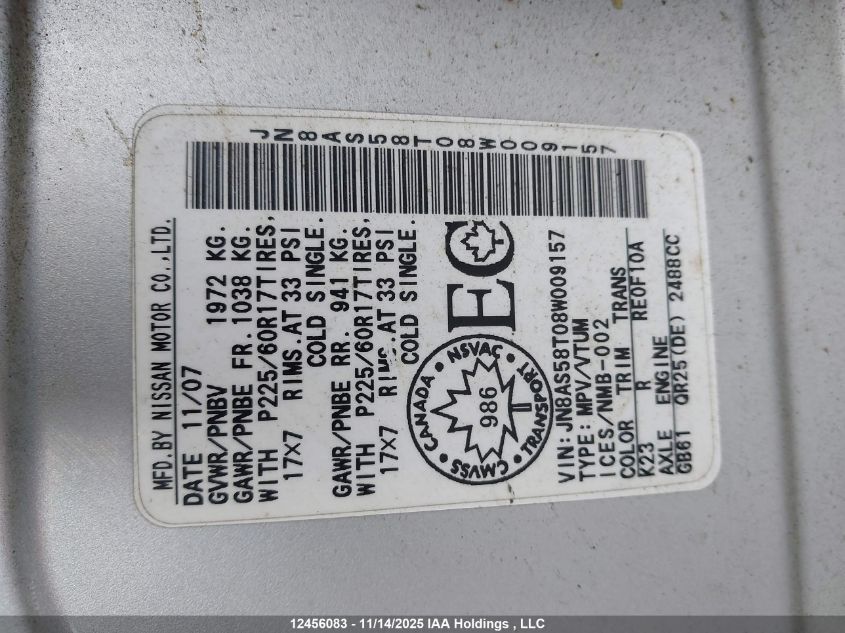 JN8AS58T08W009157
MFD.BY NISSAN MOTOR CO.,LTD.
DATE 11/07
GVWR/PNBV 1972 KG.
GAWR/PNBE FR. 1038 KG.
WITH P225/60R17TIRES,
17X7 RIMS.AT 33 PSI
COLD SINGLE.
GAWR/PNBE RR. 941 KG.
WITH P225/60R17TIRES,
17X7 RIMS.AT 33 PSI
COLD SINGLE.
CANADA • NSVAC • TRANSPORT • CMVSS •
986
EC
VIN:JN8AS58T08W009157
TYPE:MPV/VTUM
ICES/NMB-002
COLOR TRIM TRANS
K23 R RE0F10A
AXLE ENGINE
GB61 QR25(DE) 2488CC
12456083 - 11/14/2025 IAA Holdings , LLC